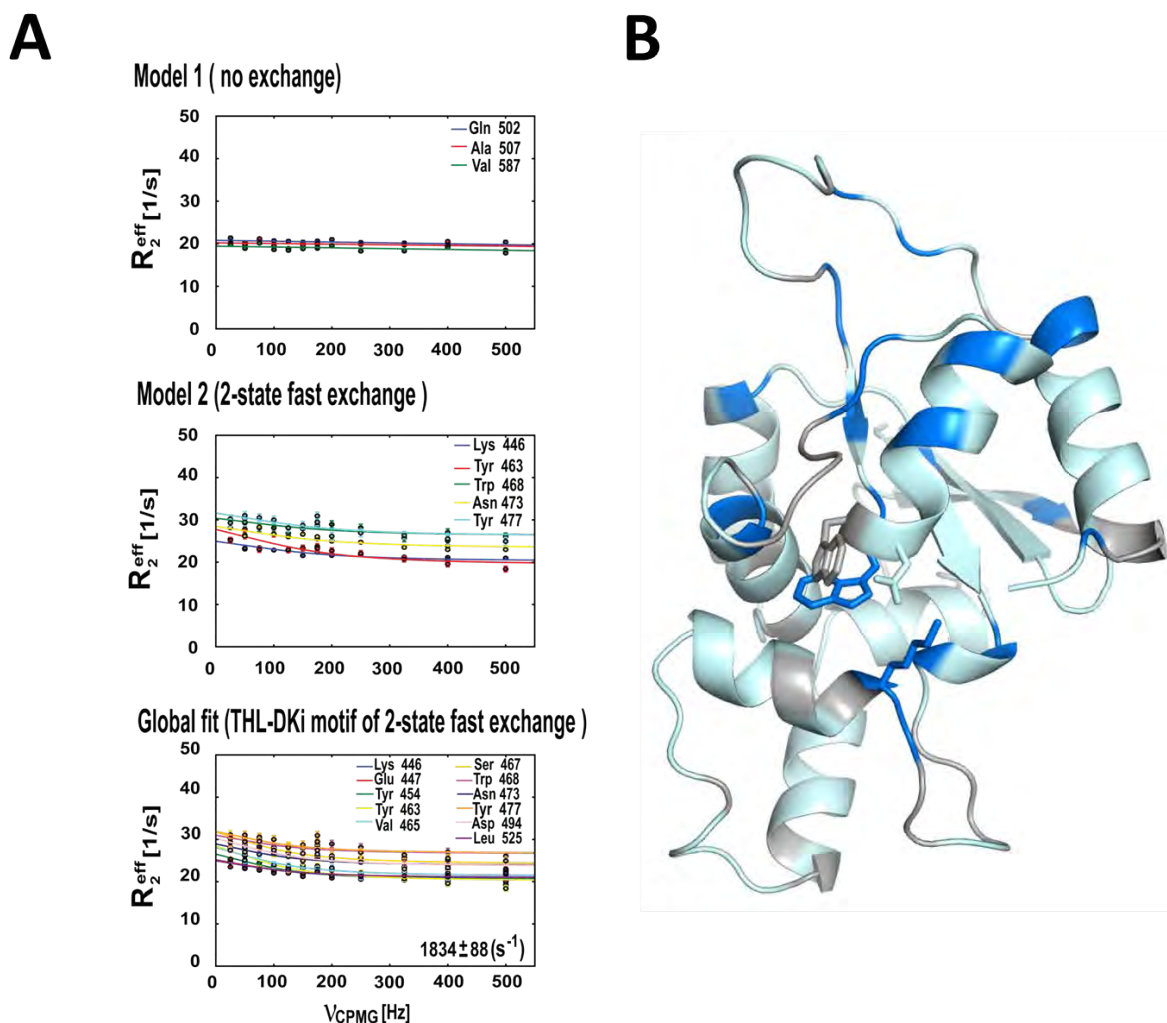 A
B
Model 1 ( no exchange)
50
40
30
20
10
0
R2eff [1/s]
Gln 502
Ala 507
Val 587
0 100 200 300 400 500
Model 2 (2-state fast exchange )
50
40
30
20
10
0
R2eff [1/s]
Lys 446
Tyr 463
Trp 468
Asn 473
Tyr 477
0 100 200 300 400 500
Global fit (THL-DKi motif of 2-state fast exchange )
50
40
30
20
10
0
R2eff [1/s]
Lys 446 Ser 467
Glu 447 Trp 468
Tyr 454 Asn 473
Tyr 463 Tyr 477
Val 465 Asp 494
Leu 525
1834±88(s-1)
0 100 200 300 400 500
νCPMG [Hz]